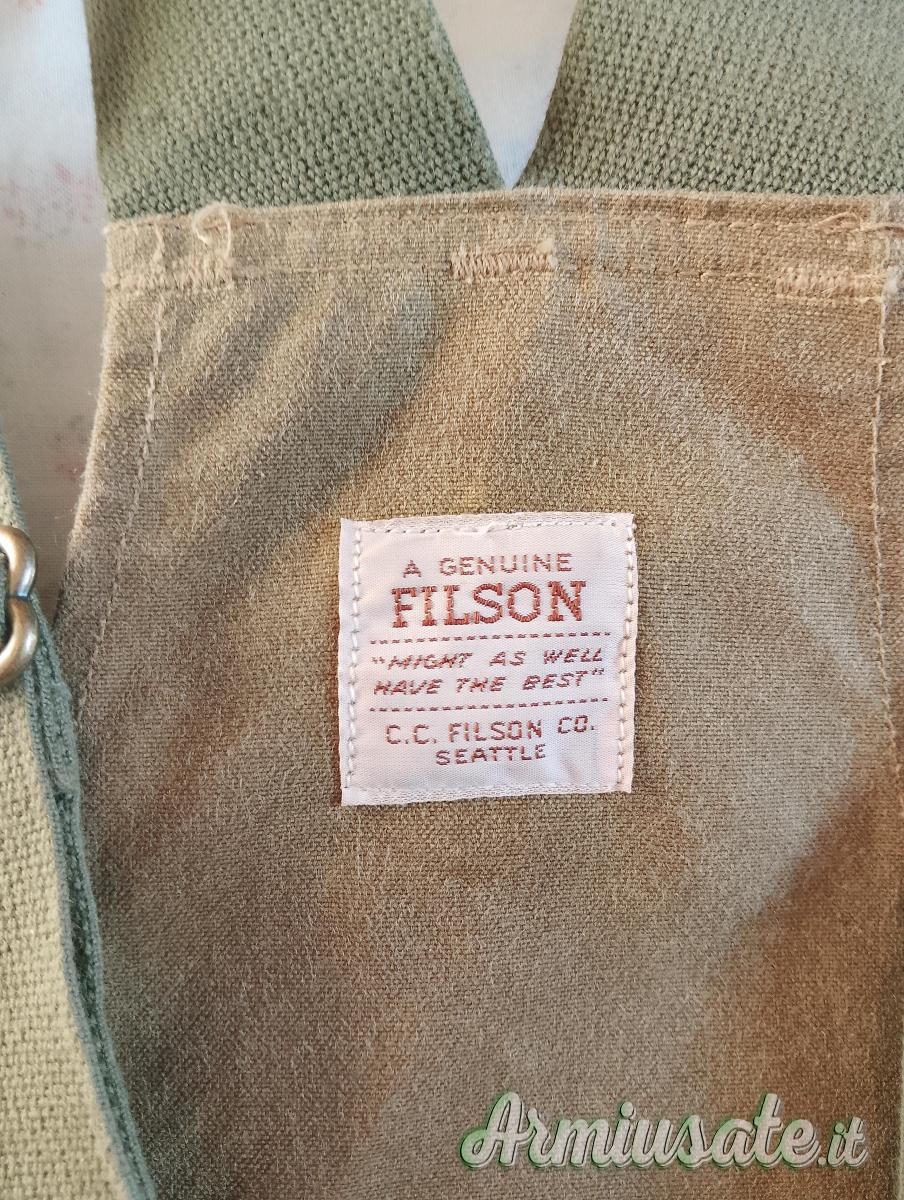 A GENUINE
FILSON
"MIGHT AS WELL
HAVE THE BEST"
C.C. FILSON CO.
SEATTLE
Armiusate.it